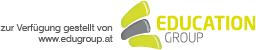 zur Verfügung gestellt von
www.edugroup.at
EDUCATION
GROUP